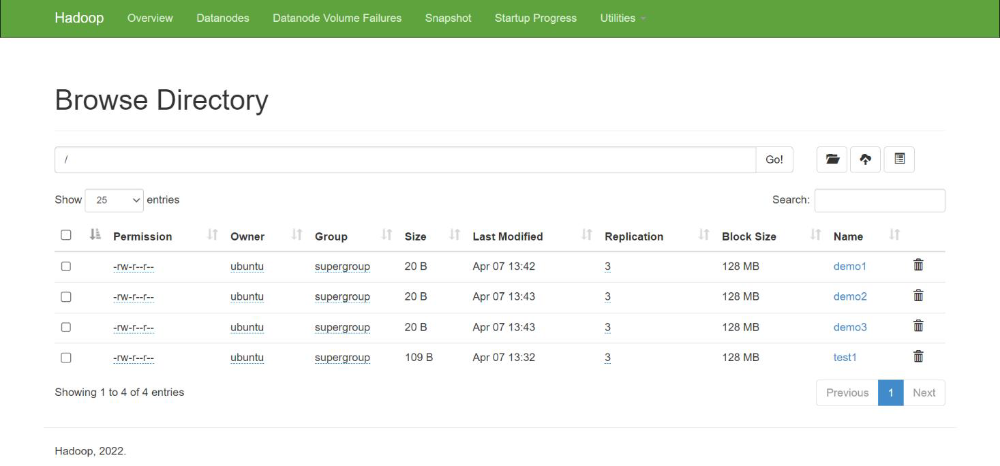 Hadoop Overview Datanodes Datanode Volume Failures Snapshot Startup Progress Utilities
Browse Directory
/ Go!
Show 25 entries Search:
Permission Owner Group Size Last Modified Replication Block Size Name
-rw-r--r-- ubuntu supergroup 20 B Apr 07 13:42 3 128 MB demo1
-rw-r--r-- ubuntu supergroup 20 B Apr 07 13:43 3 128 MB demo2
-rw-r--r-- ubuntu supergroup 20 B Apr 07 13:43 3 128 MB demo3
-rw-r--r-- ubuntu supergroup 109 B Apr 07 13:32 3 128 MB test1
Showing 1 to 4 of 4 entries Previous 1 Next
Hadoop, 2022.